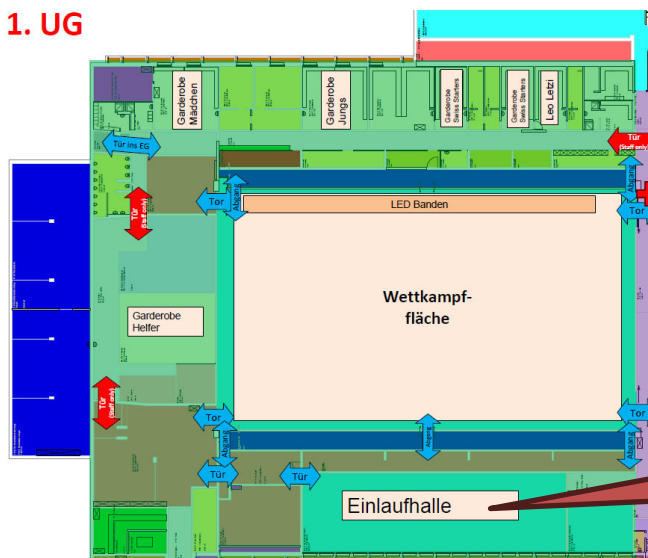 1. UG
Garderobe
Mädchen
Garderobe
Jungs
Garderobe
Swiss Starters
Garderobe
Swiss Starters
Leo Letzi
Tür ins EG
Tür
(Staff only)
Tür
(Staff only)
Abgang
Abgang
Tor
Tor
LED Banden
Wettkampf-
fläche
Garderobe
Helfer
Tür
(Staff only)
Tor
Tor
Abgang
Abgang
Abgang
Tür
Tür
Einlaufhalle